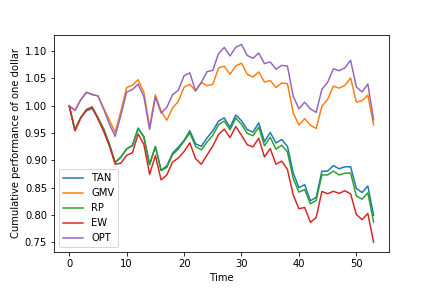 Cumulative performance of one dollar
1.10
1.05
1.00
0.95
0.90
0.85
0.80
0.75
TAN
GMV
RP
EW
OPT
0 10 20 30 40 50
Time